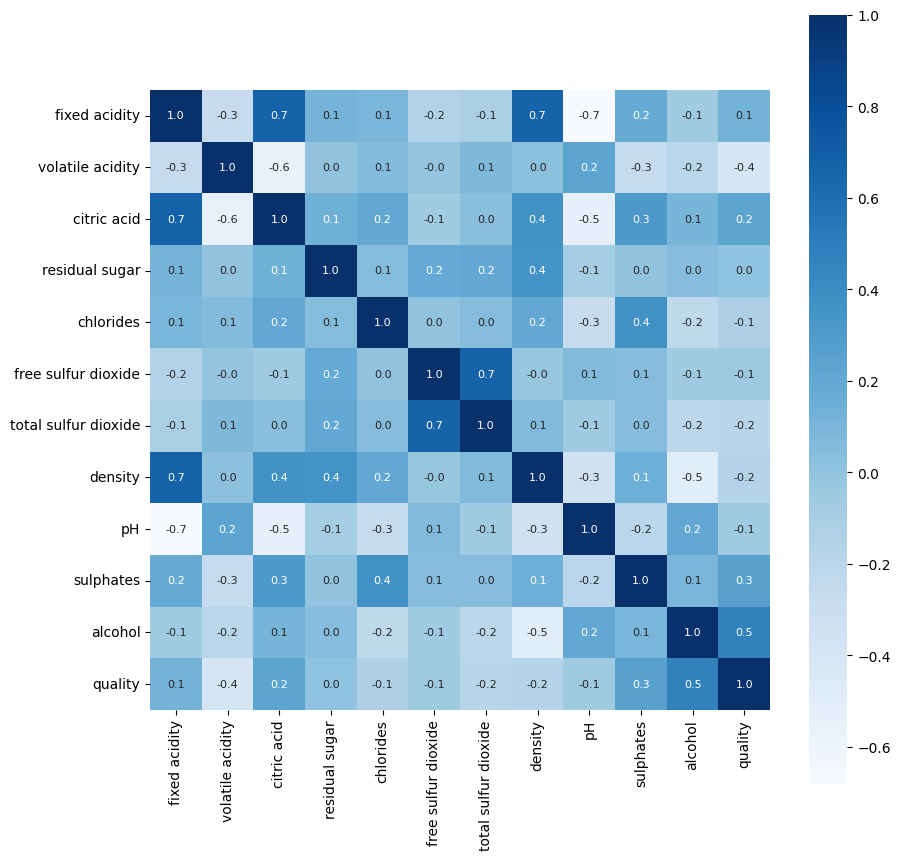 1.0
fixed acidity 1.0 -0.3 0.7 0.1 0.1 -0.2 -0.1 0.7 -0.7 0.2 -0.1 0.1
0.8
volatile acidity -0.3 1.0 -0.6 0.0 0.1 -0.0 0.1 0.0 0.2 -0.3 -0.2 -0.4
citric acid 0.7 -0.6 1.0 0.1 0.2 -0.1 0.0 0.4 -0.5 0.3 0.1 0.2
0.6
residual sugar 0.1 0.0 0.1 1.0 0.1 0.2 0.2 0.4 -0.1 0.0 0.0 0.0
0.4
chlorides 0.1 0.1 0.2 0.1 1.0 0.0 0.0 0.2 -0.3 0.4 -0.2 -0.1
free sulfur dioxide -0.2 -0.0 -0.1 0.2 0.0 1.0 0.7 -0.0 0.1 0.1 -0.1 -0.1
0.2
total sulfur dioxide -0.1 0.1 0.0 0.2 0.0 0.7 1.0 0.1 -0.1 0.0 -0.2 -0.2
0.0
density 0.7 0.0 0.4 0.4 0.2 -0.0 0.1 1.0 -0.3 0.1 -0.5 -0.2
pH -0.7 0.2 -0.5 -0.1 -0.3 0.1 -0.1 -0.3 1.0 -0.2 0.2 -0.1
−0.2
sulphates 0.2 -0.3 0.3 0.0 0.4 0.1 0.0 0.1 -0.2 1.0 0.1 0.3
alcohol -0.1 -0.2 0.1 0.0 -0.2 -0.1 -0.2 -0.5 0.2 0.1 1.0 0.5
−0.4
quality 0.1 -0.4 0.2 0.0 -0.1 -0.1 -0.2 -0.2 -0.1 0.3 0.5 1.0
−0.6
fixed acidity
volatile acidity
citric acid
residual sugar
chlorides
free sulfur dioxide
total sulfur dioxide
density
pH
sulphates
alcohol
quality